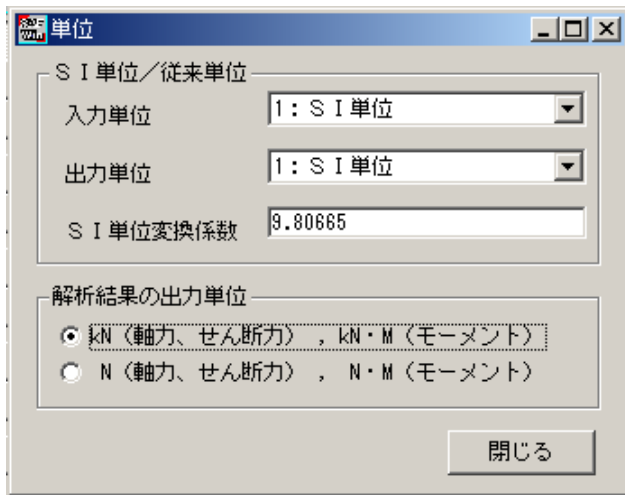 単位
ＳＩ単位／従来単位
入力単位
1：ＳＩ単位
出力単位
1：ＳＩ単位
ＳＩ単位変換係数
9.80665
解析結果の出力単位
kN（軸力、せん断力），kN・M（モーメント）
N（軸力、せん断力）， N・M（モーメント）
閉じる